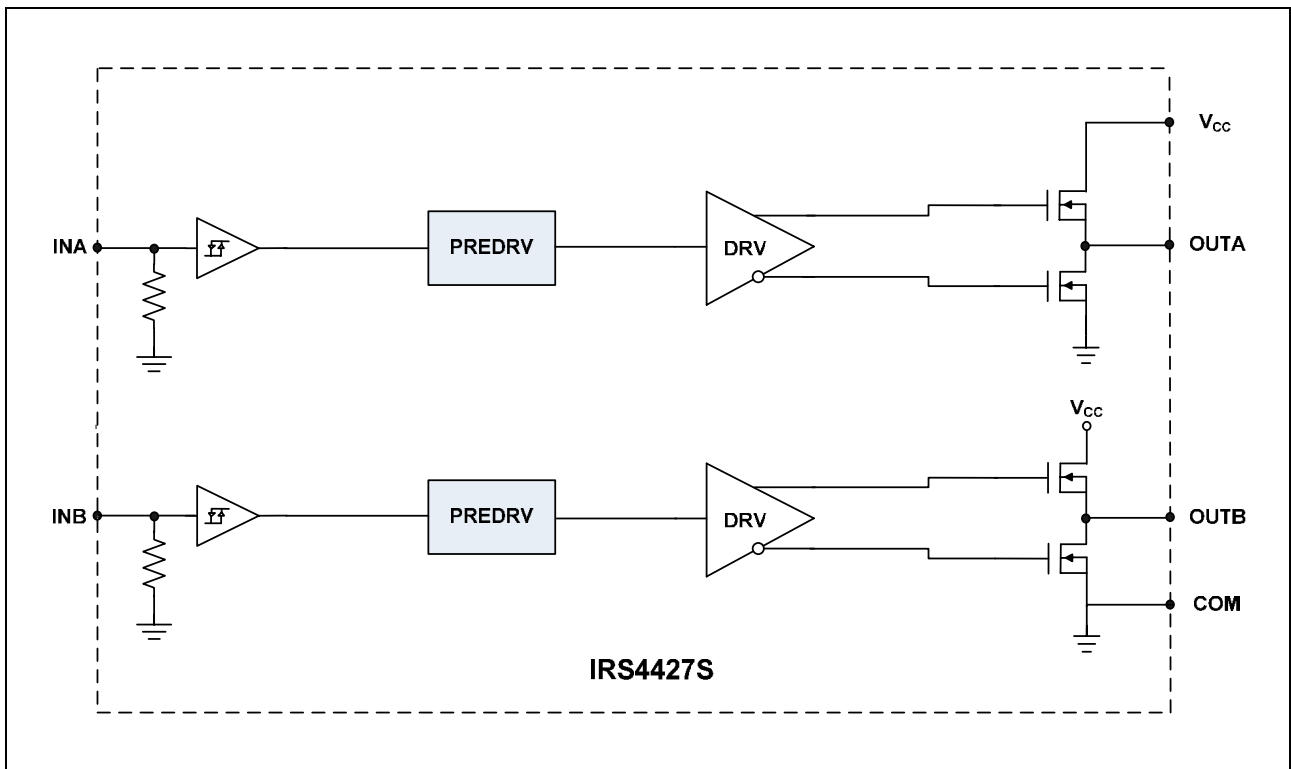 VCC
INA
PREDRV
DRV
OUTA
VCC
INB
PREDRV
DRV
OUTB
COM
IRS4427S